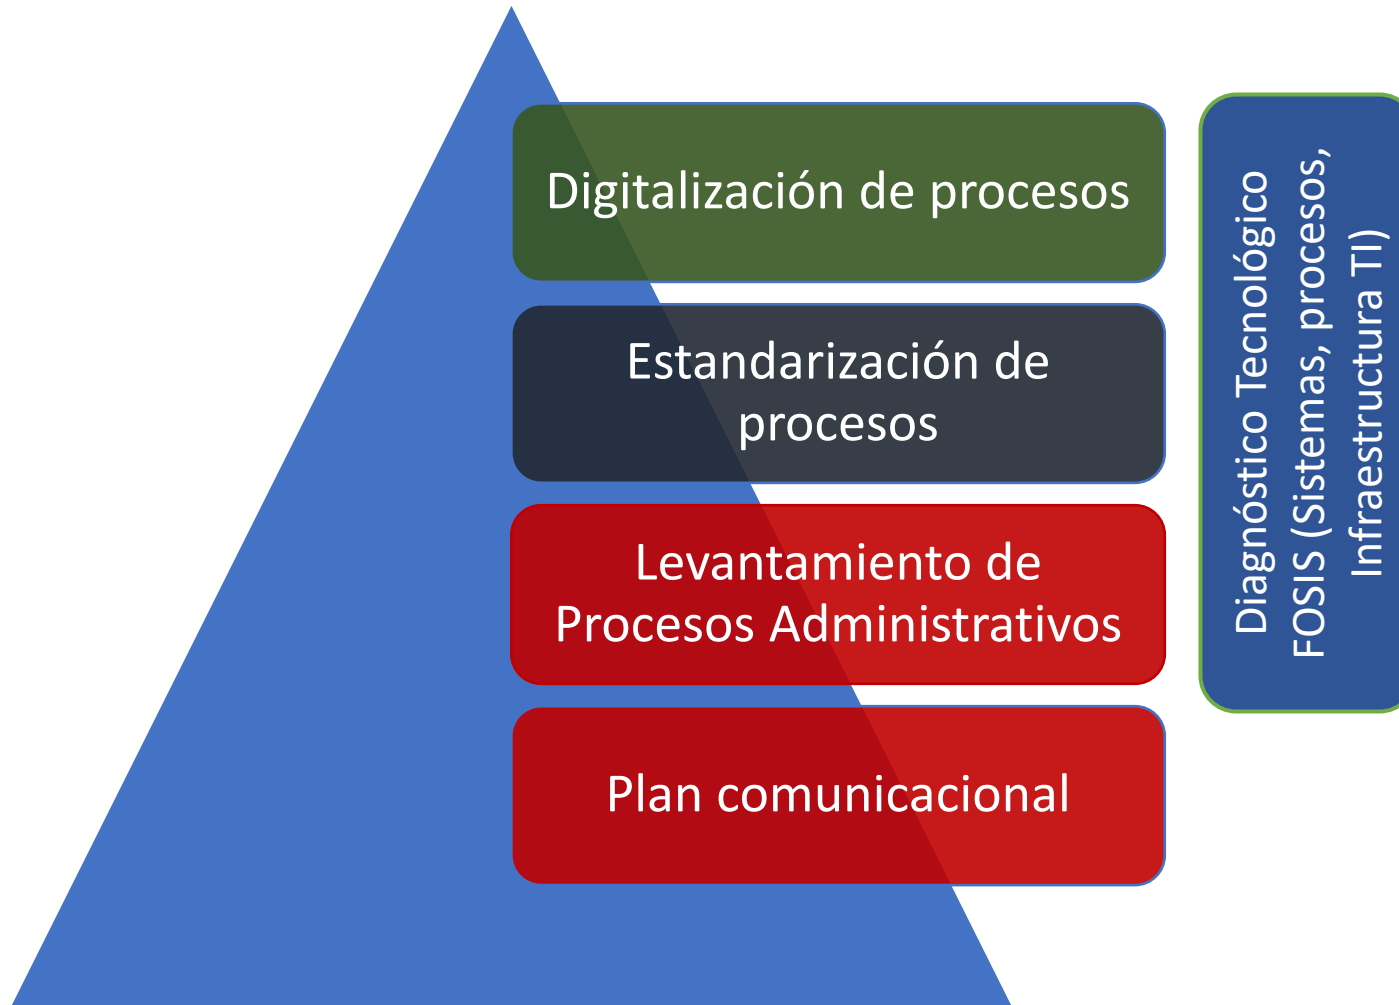 Digitalización de procesos
Estandarización de
procesos
Levantamiento de
Procesos Administrativos
Plan comunicacional
Diagnóstico Tecnológico
FOSIS (Sistemas, procesos,
Infraestructura TI)